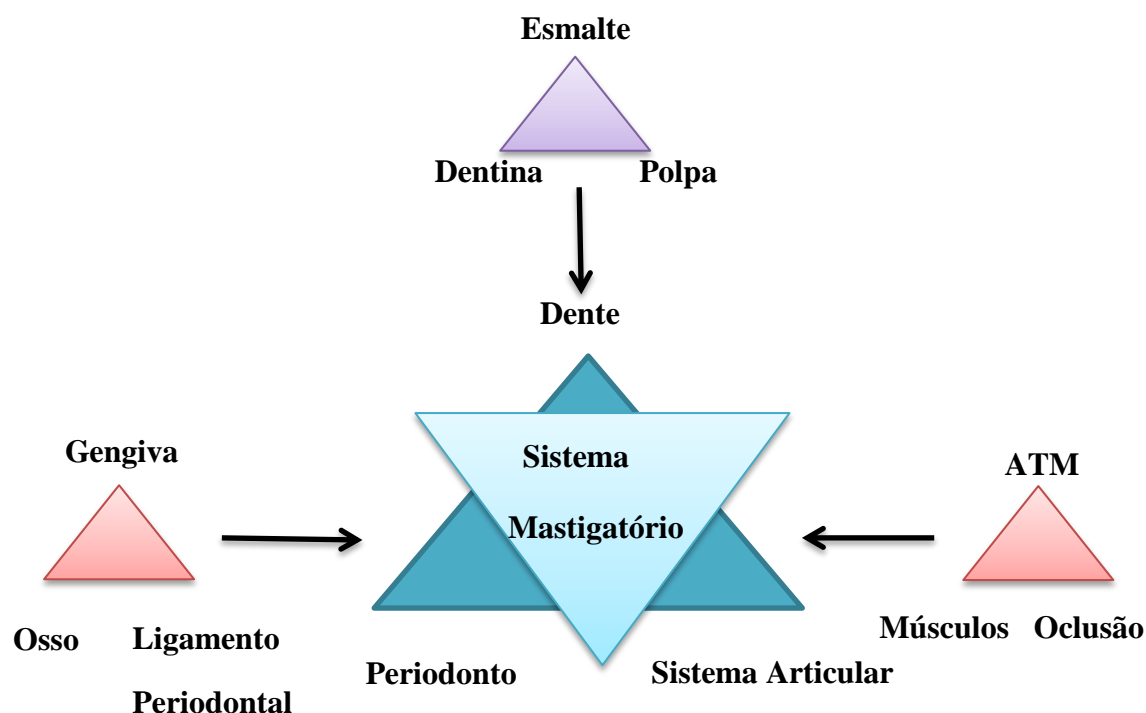 Esmalte
Dentina
Polpa
Dente
Gengiva
Sistema
Mastigatório
ATM
Osso
Ligamento
Periodontal
Periodonto
Sistema Articular
Músculos
Oclusão